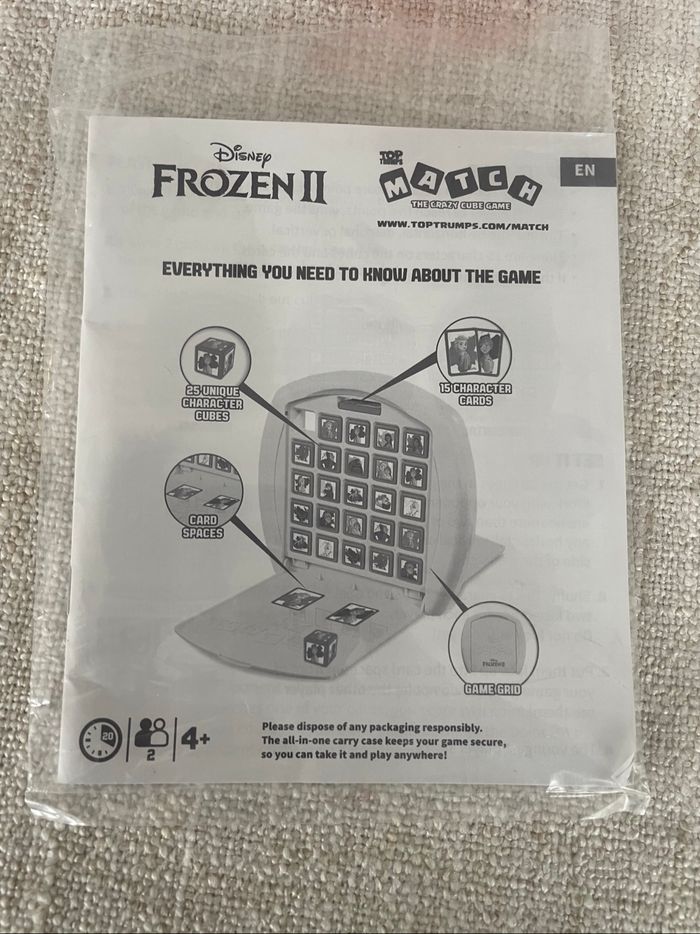 Disney
FROZEN II
TOP
TRUMPS
MATCH
THE CRAZY CUBE GAME
WWW.TOPTRUMPS.COM/MATCH
EN
EVERYTHING YOU NEED TO KNOW ABOUT THE GAME
25 UNIQUE
CHARACTER
CUBES
15 CHARACTER
CARDS
CARD
SPACES
FROZEN II
GAME GRID
20
2
4+
Please dispose of any packaging responsibly.
The all-in-one carry case keeps your game secure,
so you can take it and play anywhere!